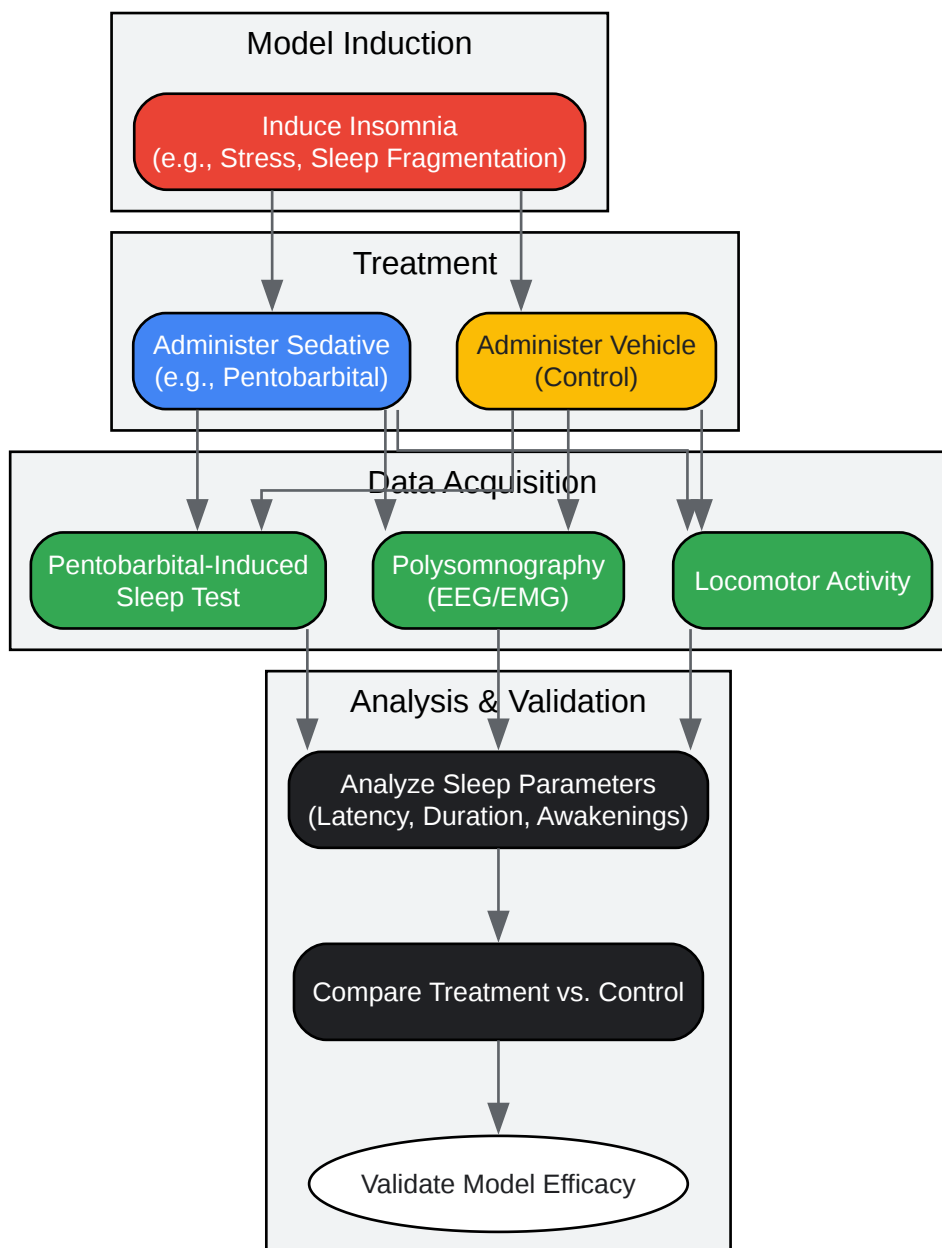 Model Induction
Induce Insomnia
(e.g., Stress, Sleep Fragmentation)
Treatment
Administer Sedative
(e.g., Pentobarbital)
Administer Vehicle
(Control)
Data Acquisition
Pentobarbital-Induced
Sleep Test
Polysomnography
(EEG/EMG)
Locomotor Activity
Analysis & Validation
Analyze Sleep Parameters
(Latency, Duration, Awakenings)
Compare Treatment vs. Control
Validate Model Efficacy